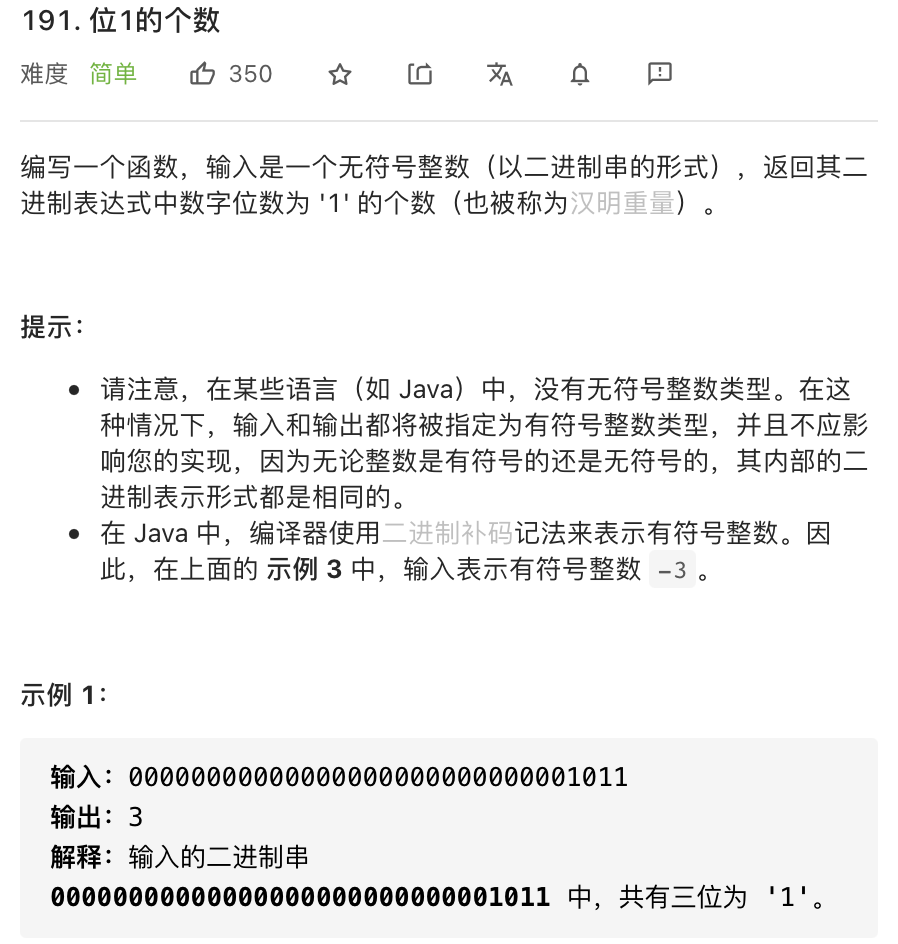 191. 位1的个数
难度 简单 350
编写一个函数，输入是一个无符号整数（以二进制串的形式），返回其二
进制表达式中数字位数为 '1' 的个数（也被称为汉明重量）。
提示：
请注意，在某些语言（如 Java）中，没有无符号整数类型。在这
种情况下，输入和输出都将被指定为有符号整数类型，并且不应影
响您的实现，因为无论整数是有符号的还是无符号的，其内部的二
进制表示形式都是相同的。
在 Java 中，编译器使用二进制补码记法来表示有符号整数。因
此，在上面的 示例 3 中，输入表示有符号整数 -3。
示例 1：
输入：00000000000000000000000000001011
输出：3
解释：输入的二进制串
00000000000000000000000000001011 中，共有三位为 '1'。